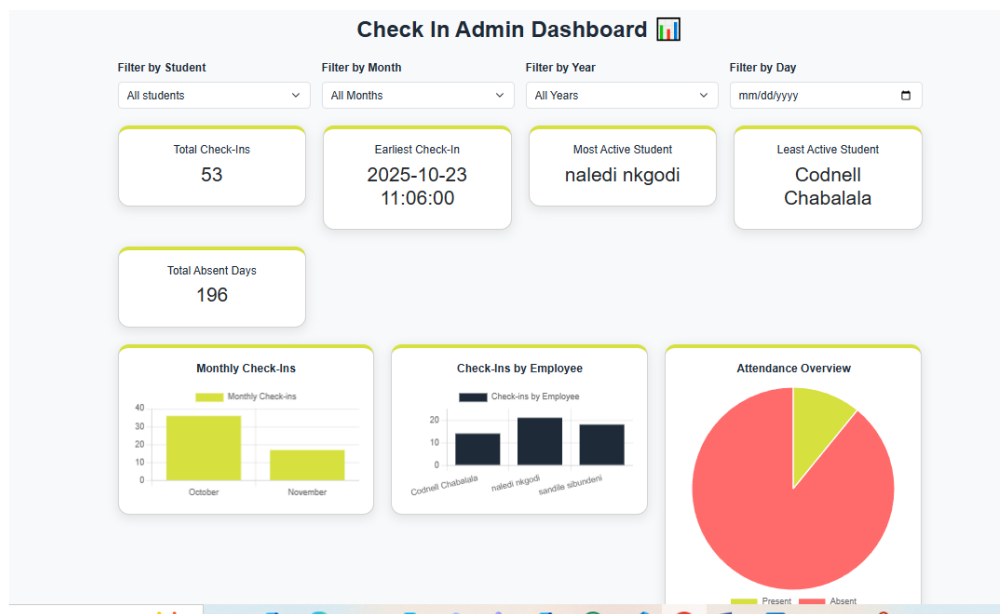 Check In Admin Dashboard 📊
Filter by Student
Filter by Month
Filter by Year
Filter by Day
All students
All Months
All Years
mm/dd/yyyy
Total Check-Ins
53
Earliest Check-In
2025-10-23
11:06:00
Most Active Student
naledi nkgodi
Least Active Student
Codnell
Chabalala
Total Absent Days
196
Monthly Check-Ins
Monthly Check-ins
40
30
20
10
0
October
November
Check-Ins by Employee
Check-ins by Employee
20
10
0
Codnell Chabalala
naledi nkgodi
sandile sibundeni
Attendance Overview
Present
Absent